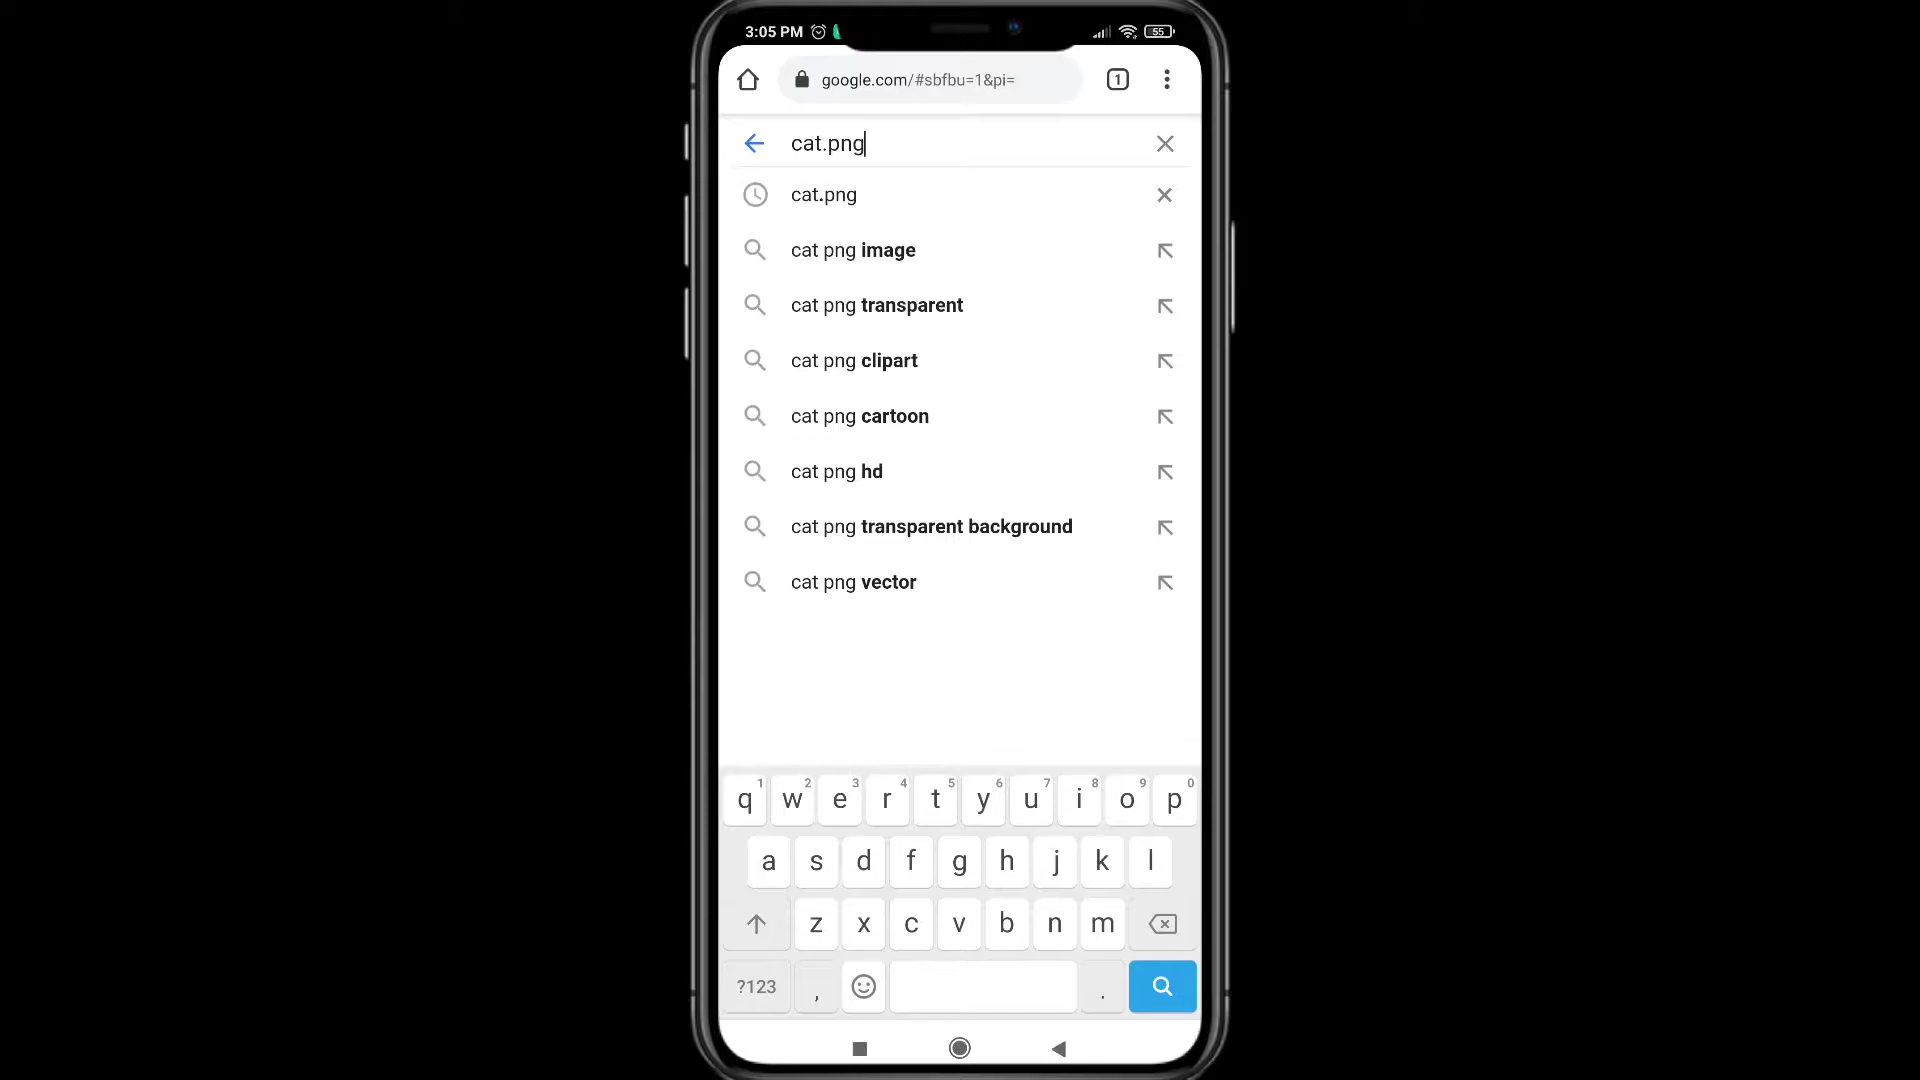 3:05 PM 55
google.com/#sbfbu=1&pi= 1
cat.png
cat.png
cat png image
cat png transparent
cat png clipart
cat png cartoon
cat png hd
cat png transparent background
cat png vector
1 2 3 4 5 6 7 8 9 0
q w e r t y u i o p
a s d f g h j k l
z x c v b n m
?123 , .